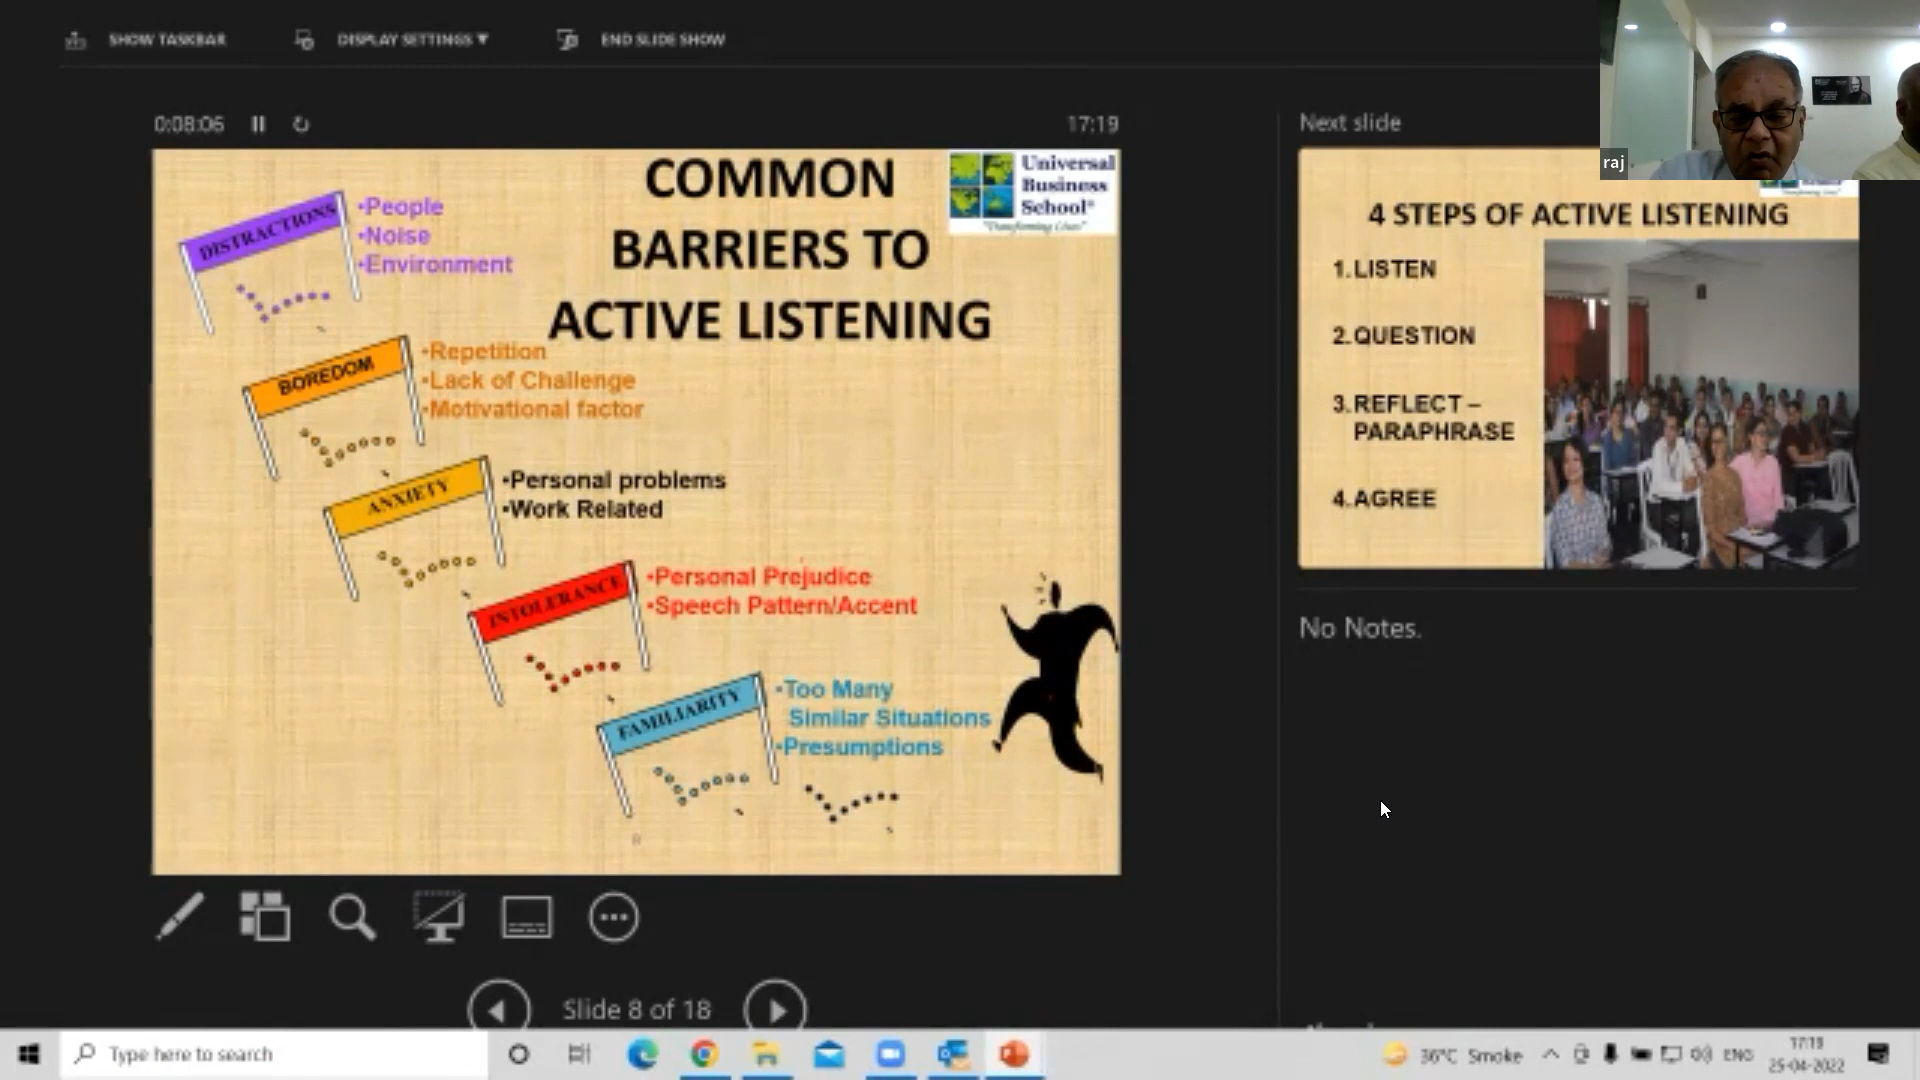 SHOW TASKBAR
DISPLAY SETTINGS ▼
END SLIDE SHOW
raj
0:08:06
17:19
Next slide
COMMON
BARRIERS TO
ACTIVE LISTENING
Universal
Business
School®
"Transforming Lives"
DISTRACTIONS
•People
•Noise
•Environment
BOREDOM
•Repetition
•Lack of Challenge
•Motivational factor
ANXIETY
•Personal problems
•Work Related
INTOLERANCE
•Personal Prejudice
•Speech Pattern/Accent
FAMILIARITY
•Too Many
Similar Situations
•Presumptions
8
4 STEPS OF ACTIVE LISTENING
1. LISTEN
2. QUESTION
3. REFLECT –
PARAPHRASE
4. AGREE
No Notes.
Slide 8 of 18
Type here to search
36°C Smoke
ENG
17:19
25-04-2022